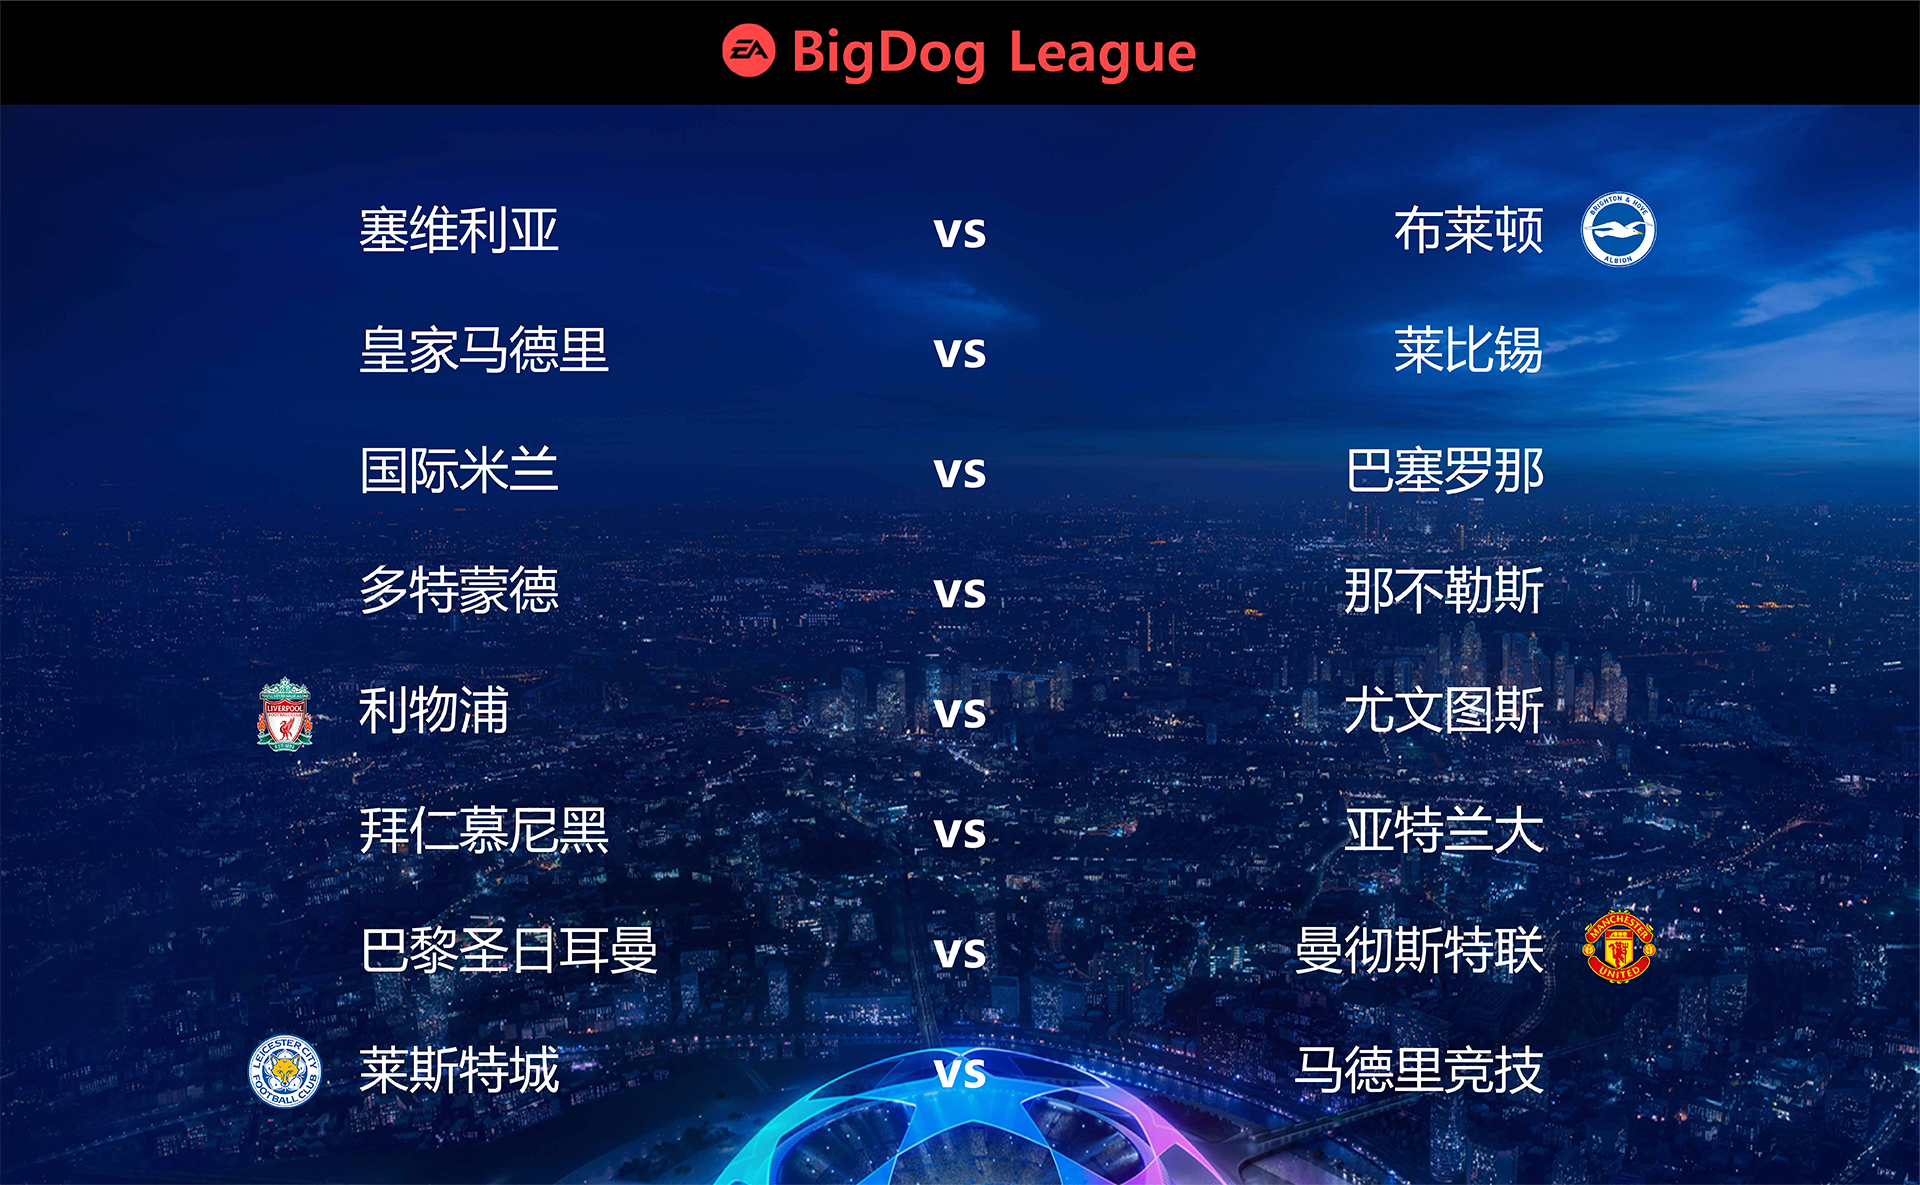 EA BigDog League
塞维利亚 vs 布莱顿 BRIGHTON & HOVE ALBION
皇家马德里 vs 莱比锡
国际米兰 vs 巴塞罗那
多特蒙德 vs 那不勒斯
LIVERPOOL FOOTBALL CLUB 利物浦 vs 尤文图斯
拜仁慕尼黑 vs 亚特兰大
巴黎圣日耳曼 vs 曼彻斯特联 MANCHESTER UNITED
LEICESTER CITY FOOTBALL CLUB 莱斯特城 vs 马德里竞技